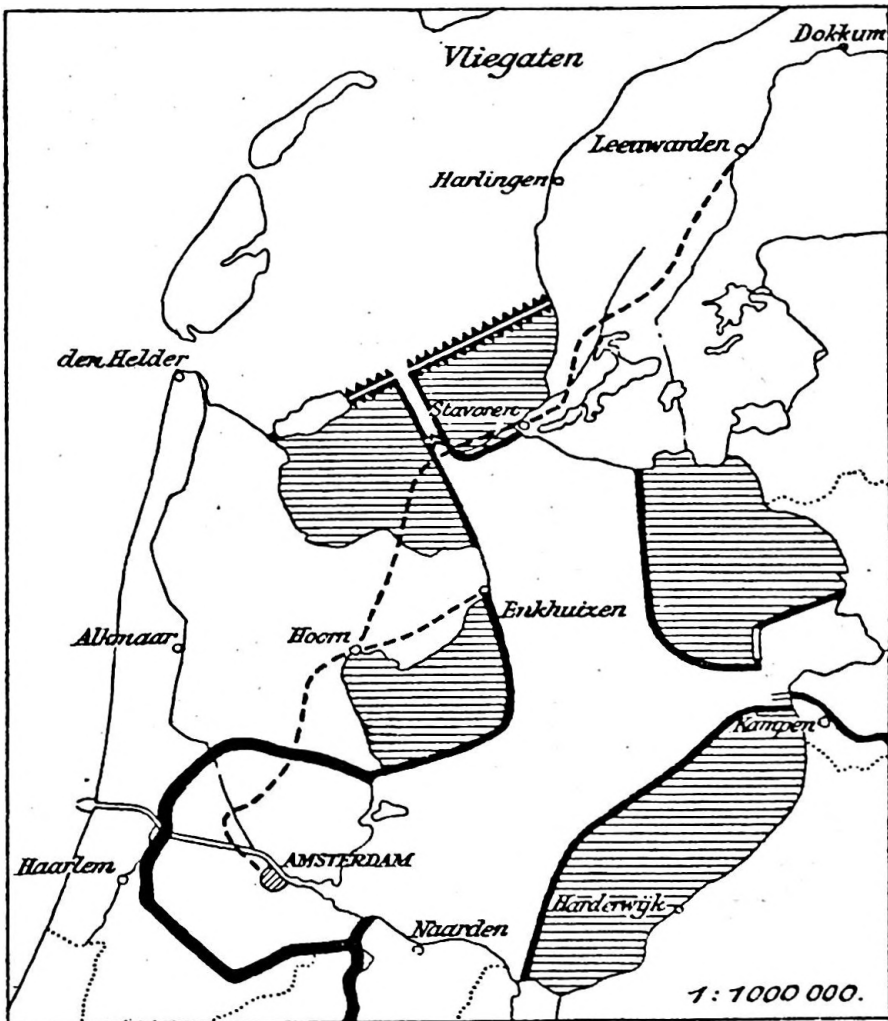 Dokkum
Vliegaten
Leeuwarden
Harlingen
den Helder
Stavoren
Enkhuizen
Alkmaar
Hoorn
Kampen
Haarlem
AMSTERDAM
Harderwijk
Naarden
1:1000 000.